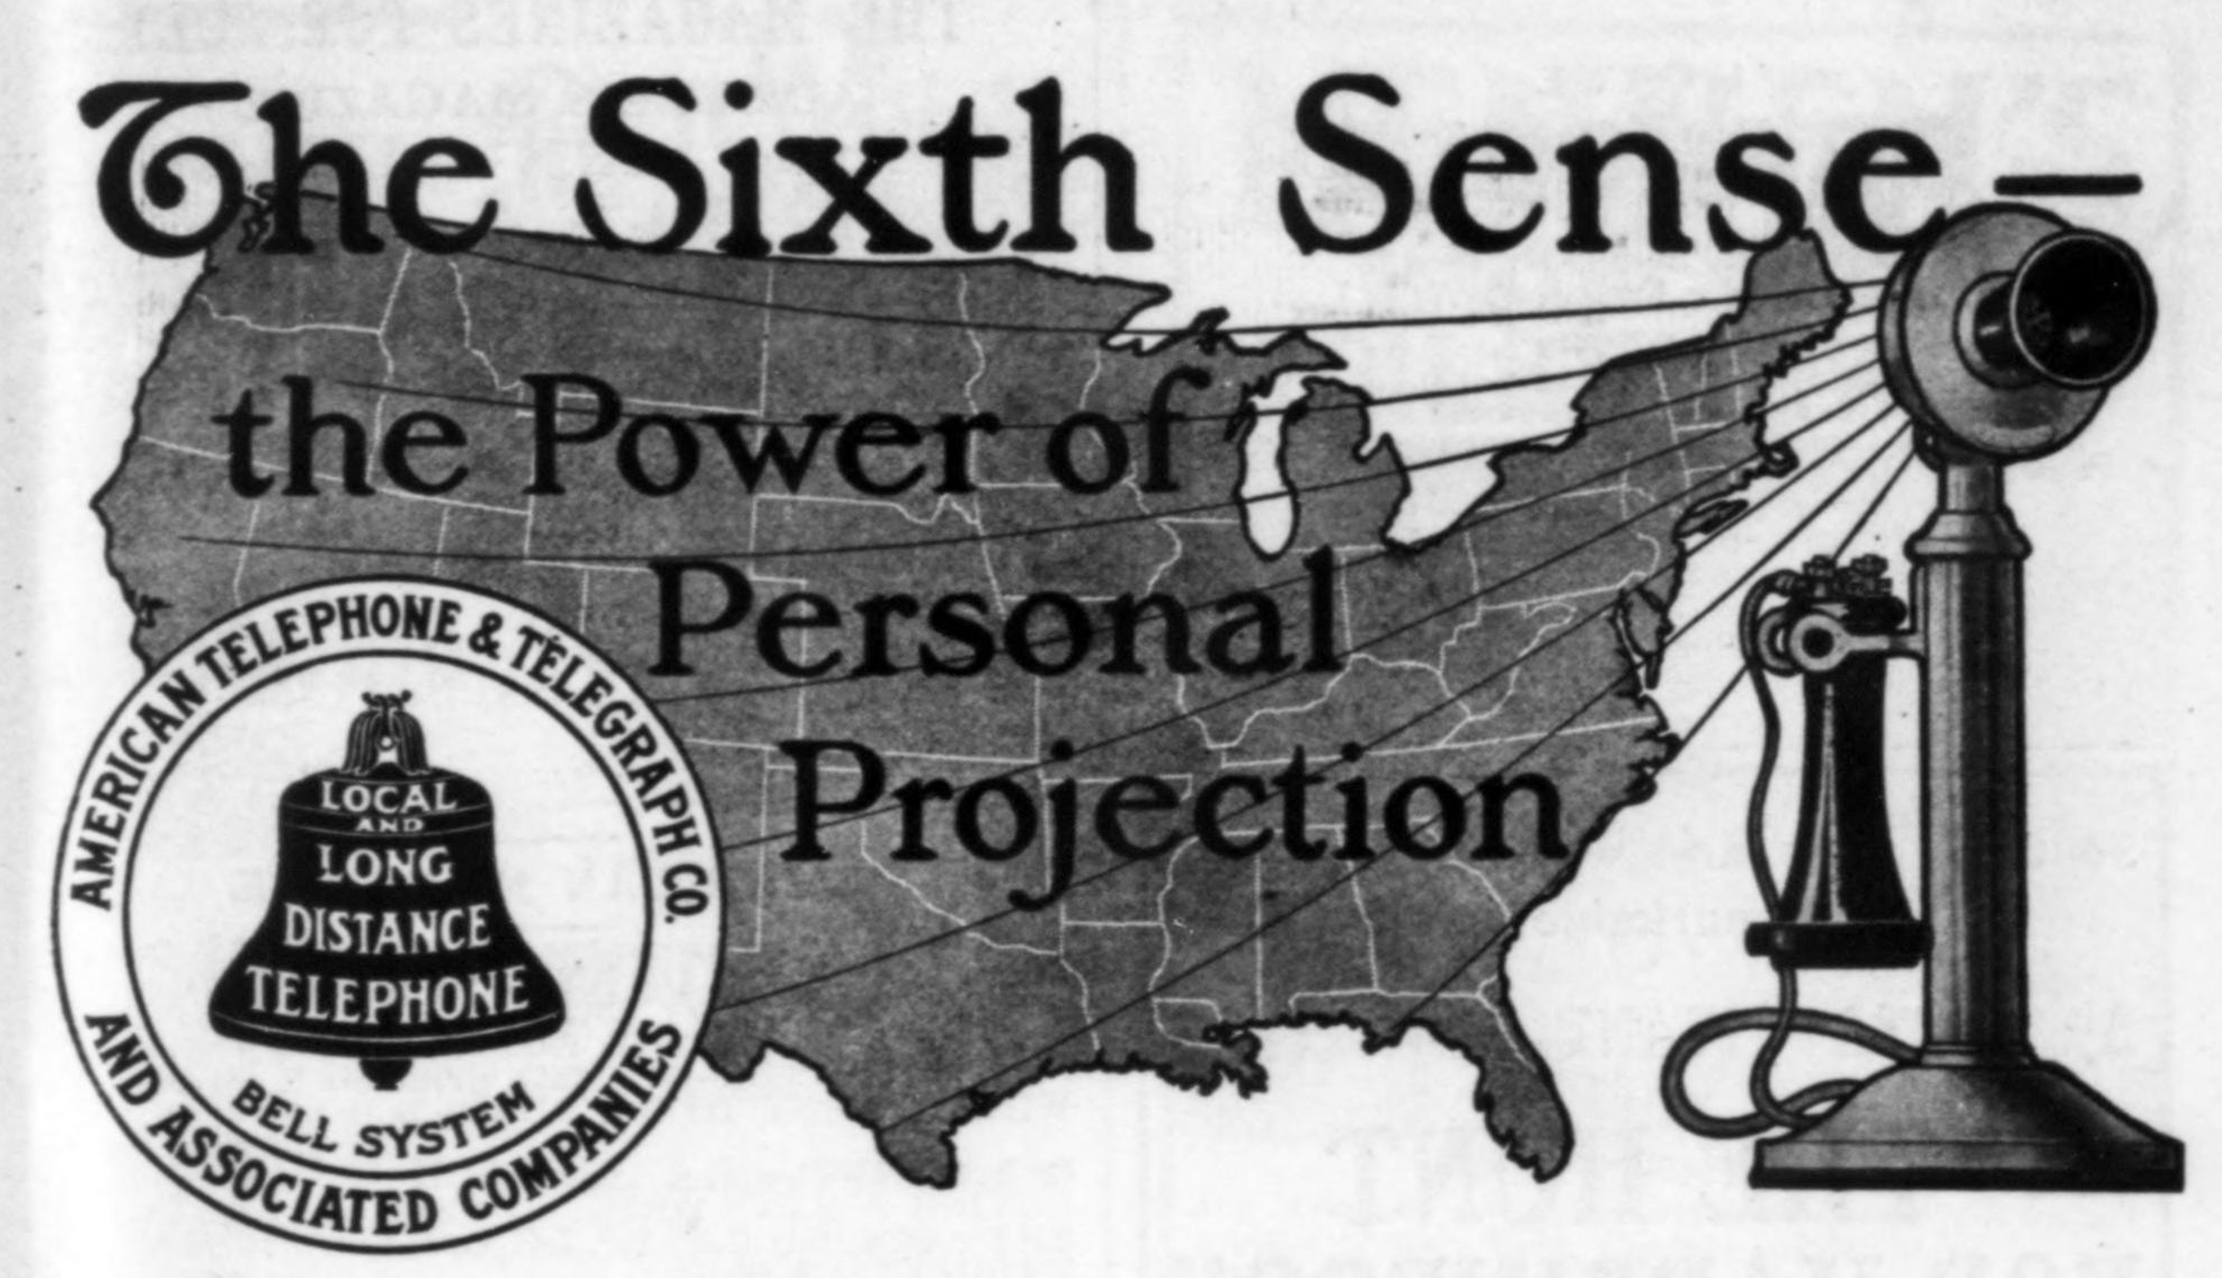 The Sixth Sense—
the Power of
Personal
Projection
AMERICAN TELEPHONE & TELEGRAPH CO.
AND ASSOCIATED COMPANIES
LOCAL
AND
LONG
DISTANCE
TELEPHONE
BELL SYSTEM